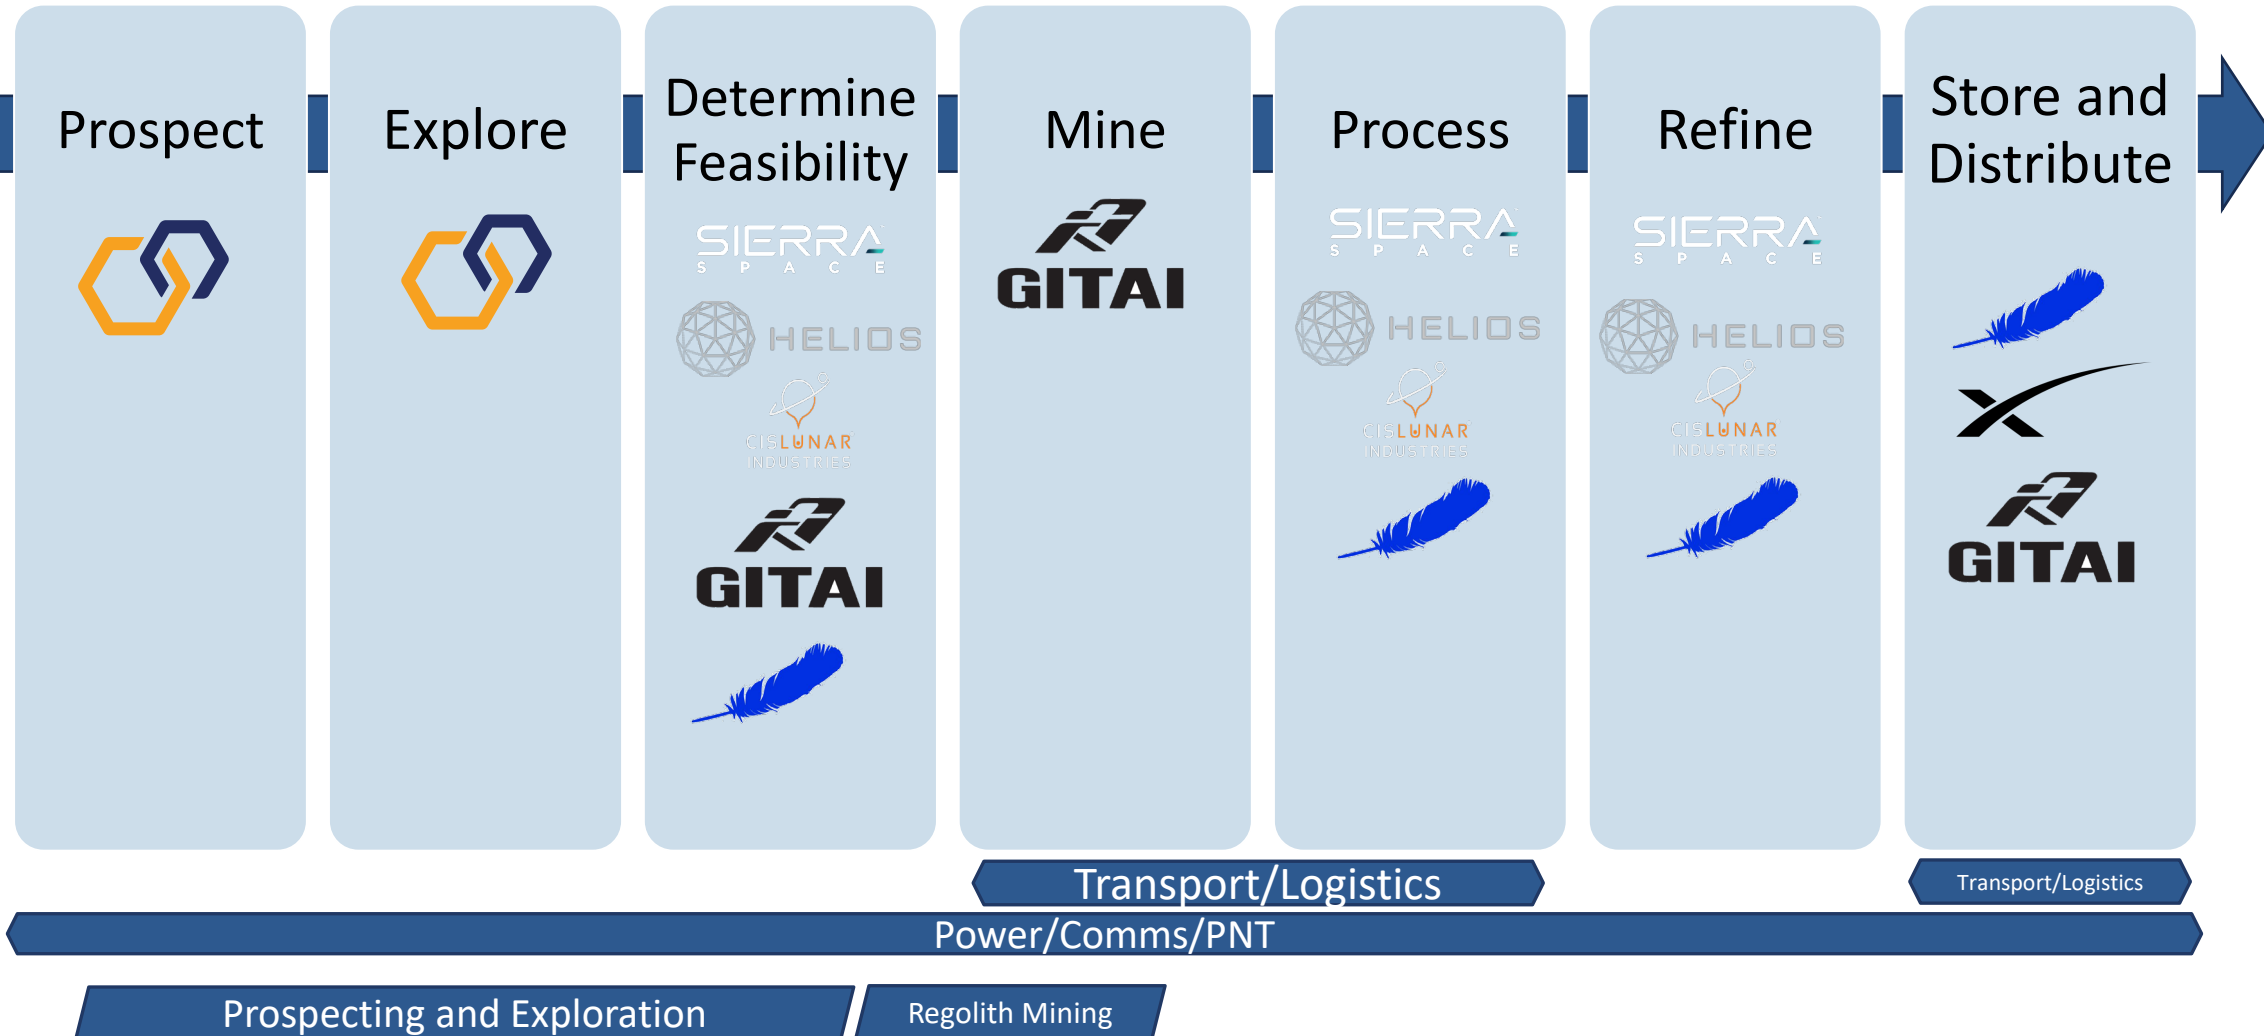 Prospect
Explore
Determine
Feasibility
SIERRA
SPACE
HELIOS
CISLUNAR
INDUSTRIES
GITAI
Mine
GITAI
Process
SIERRA
SPACE
HELIOS
CISLUNAR
INDUSTRIES
Refine
SIERRA
SPACE
HELIOS
CISLUNAR
INDUSTRIES
Store and
Distribute
GITAI
Transport/Logistics
Transport/Logistics
Power/Comms/PNT
Prospecting and Exploration
Regolith Mining